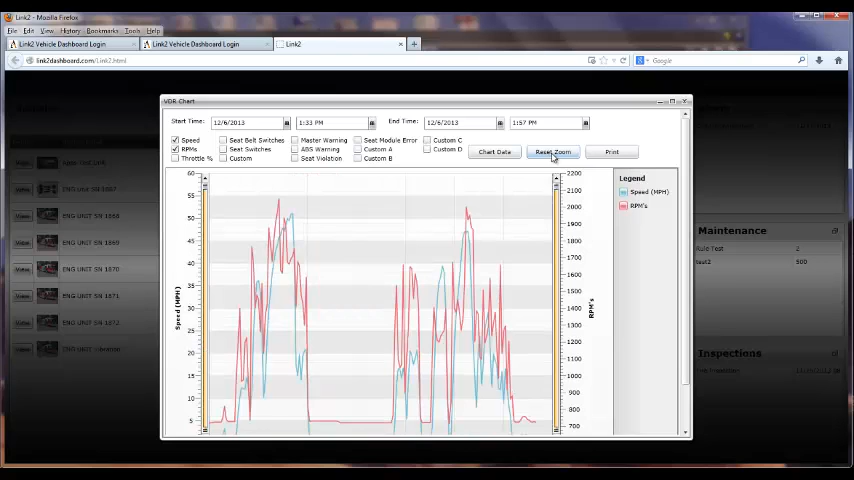 Link2 - Mozilla Firefox
File Edit View History Bookmarks Tools Help
Link2 Vehicle Dashboard Login
Link2 Vehicle Dashboard Login
Link2
link2dashboard.com/Link2.html
Google
VDR Chart
Start Time: 12/6/2013 1:33 PM End Time: 12/6/2013 1:57 PM
Speed Seat Belt Switches Master Warning Seat Module Error Custom C
RPMs Seat Switches ABS Warning Custom A Custom D
Throttle % Custom Seat Violation Custom B
Chart Data Reset Zoom Print
60
55
50
45
40
35
30
25
20
15
10
5
Speed (MPH)
2200
2100
2000
1900
1800
1700
1600
1500
1400
1300
1200
1100
1000
900
800
700
RPM's
Legend
Speed (MPH)
RPM's
ENG UNIT SN 1868
ENG UNIT SN 1869
ENG UNIT SN 1870
ENG UNIT SN 1871
ENG UNIT SN 1872
Maintenance
Rule Test 2
test2 500
Inspections